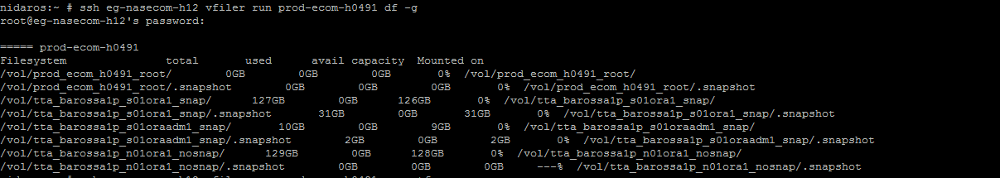 nidaros:~ # ssh eg-nasecom-h12 vfiler run prod-ecom-h0491 df -g
root@eg-nasecom-h12's password:
===== prod-ecom-h0491
Filesystem total used avail capacity Mounted on
/vol/prod_ecom_h0491_root/ 0GB 0GB 0GB 0% /vol/prod_ecom_h0491_root/
/vol/prod_ecom_h0491_root/.snapshot 0GB 0GB 0GB 0% /vol/prod_ecom_h0491_root/.snapshot
/vol/tta_barossa1p_s01ora1_snap/ 127GB 0GB 126GB 0% /vol/tta_barossa1p_s01ora1_snap/
/vol/tta_barossa1p_s01ora1_snap/.snapshot 31GB 0GB 31GB 0% /vol/tta_barossa1p_s01ora1_snap/.snapshot
/vol/tta_barossa1p_s01oraadm1_snap/ 10GB 0GB 9GB 0% /vol/tta_barossa1p_s01oraadm1_snap/
/vol/tta_barossa1p_s01oraadm1_snap/.snapshot 2GB 0GB 2GB 0% /vol/tta_barossa1p_s01oraadm1_snap/.snapshot
/vol/tta_barossa1p_n01ora1_nosnap/ 129GB 0GB 128GB 0% /vol/tta_barossa1p_n01ora1_nosnap/
/vol/tta_barossa1p_n01ora1_nosnap/.snapshot 0GB 0GB 0GB ---% /vol/tta_barossa1p_n01ora1_nosnap/.snapshot